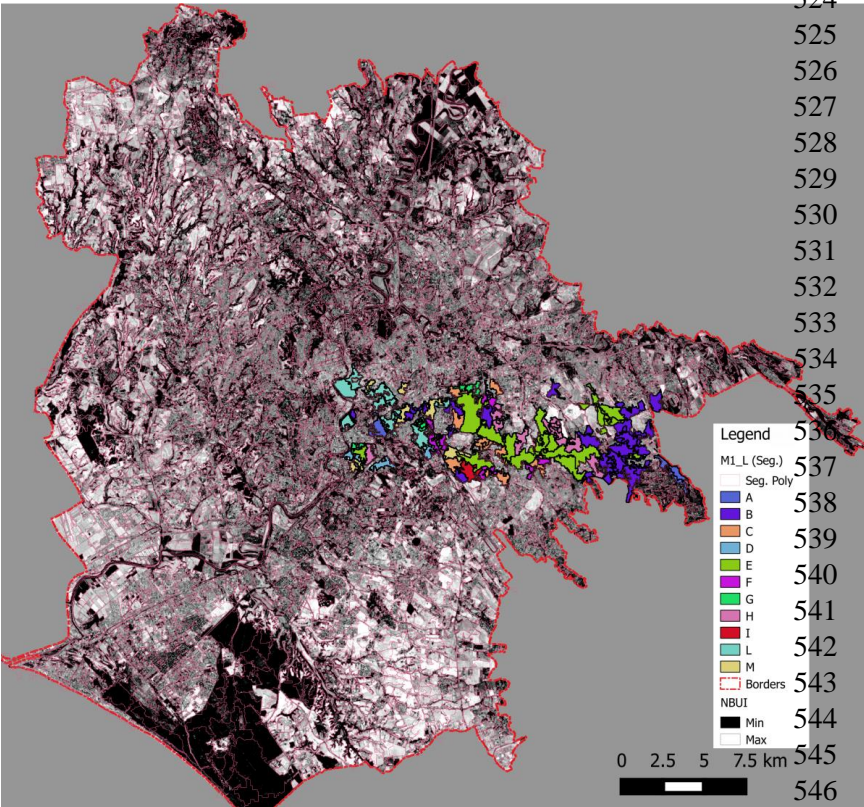 524
525
526
527
528
529
530
531
532
533
534
535
536
537
538
539
540
541
542
543
544
545
546
Legend
M1_L (Seg.)
Seg. Poly
A
B
C
D
E
F
G
H
I
L
M
Borders
NBUI
Min
Max
0 2.5 5 7.5 km